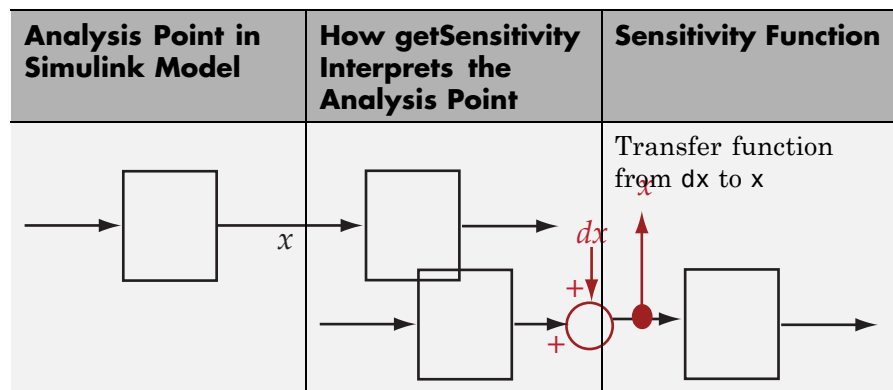 Analysis Point in
Simulink Model
How getSensitivity
Interprets the
Analysis Point
Sensitivity Function
Transfer function
from dx to x
x
x
dx
+
+